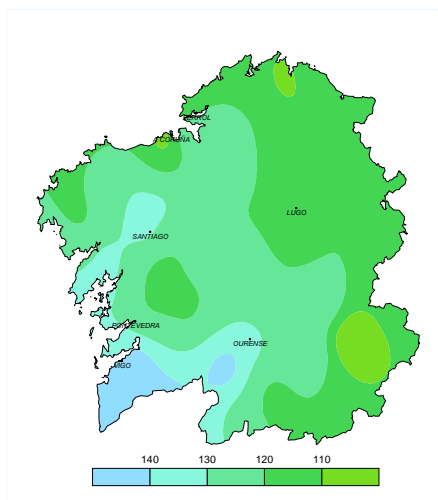 FERROL
A CORUÑA
LUGO
SANTIAGO
PONTEVEDRA
OURENSE
VIGO
140 130 120 110